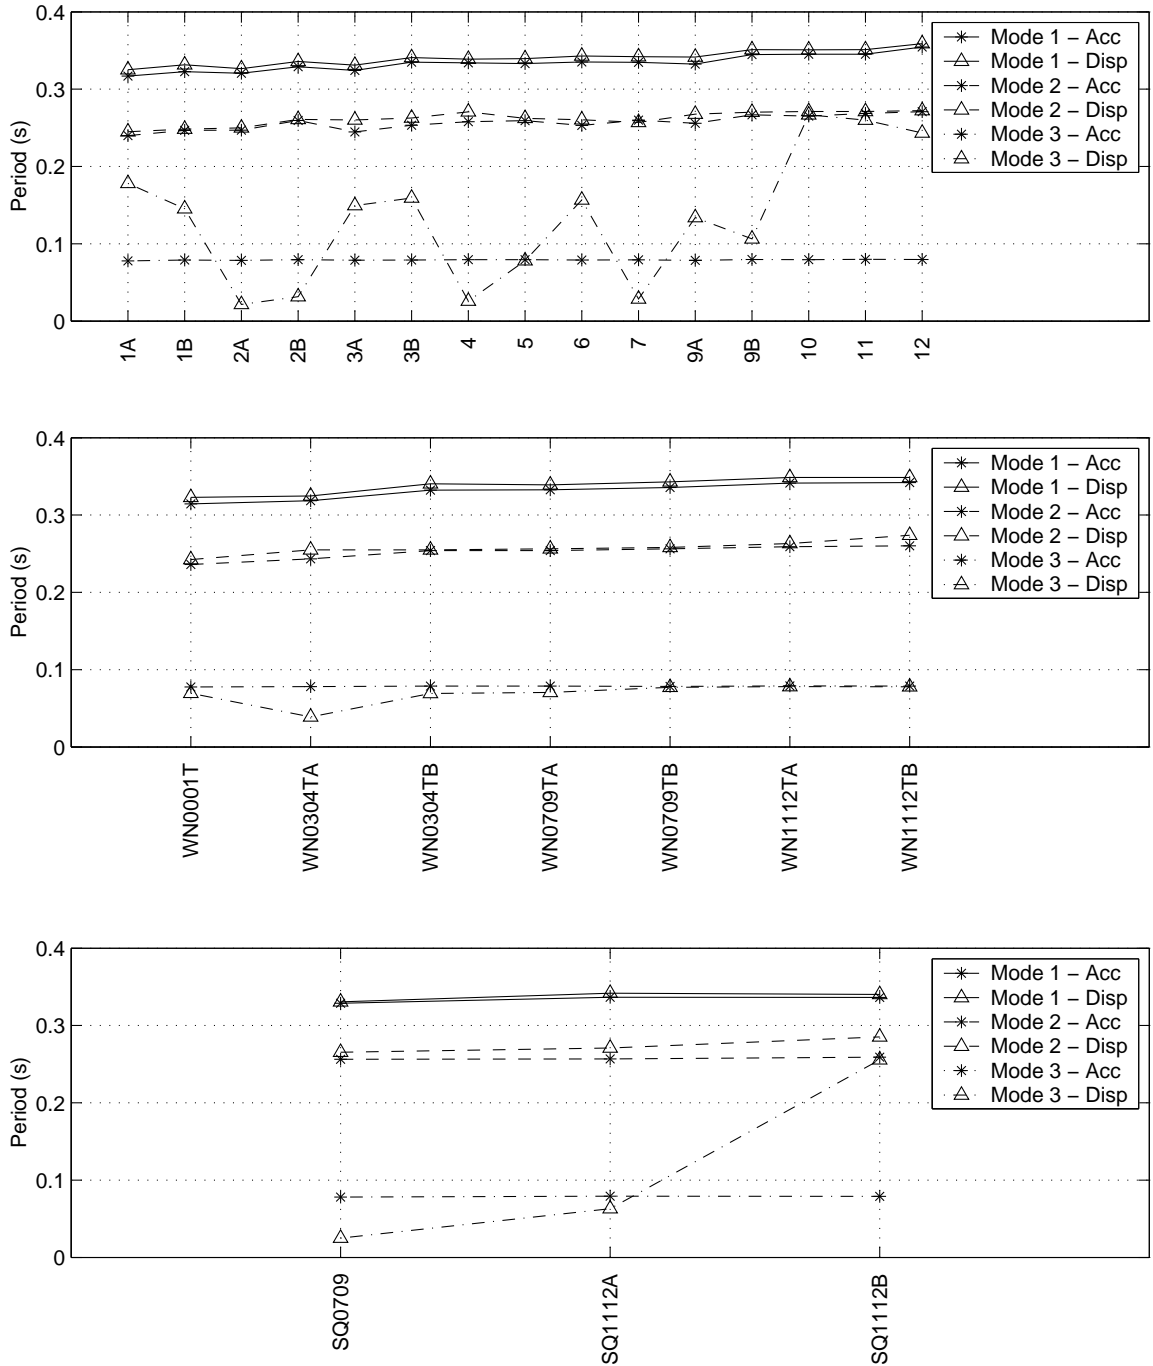 0.4
0.3
0.2
0.1
0
Period (s)
1A
1B
2A
2B
3A
3B
4
5
6
7
9A
9B
10
11
12
Mode 1 – Acc
Mode 1 – Disp
Mode 2 – Acc
Mode 2 – Disp
Mode 3 – Acc
Mode 3 – Disp
0.4
0.3
0.2
0.1
0
Period (s)
WN0001T
WN0304TA
WN0304TB
WN0709TA
WN0709TB
WN1112TA
WN1112TB
Mode 1 – Acc
Mode 1 – Disp
Mode 2 – Acc
Mode 2 – Disp
Mode 3 – Acc
Mode 3 – Disp
0.4
0.3
0.2
0.1
0
Period (s)
SQ0709
SQ1112A
SQ1112B
Mode 1 – Acc
Mode 1 – Disp
Mode 2 – Acc
Mode 2 – Disp
Mode 3 – Acc
Mode 3 – Disp